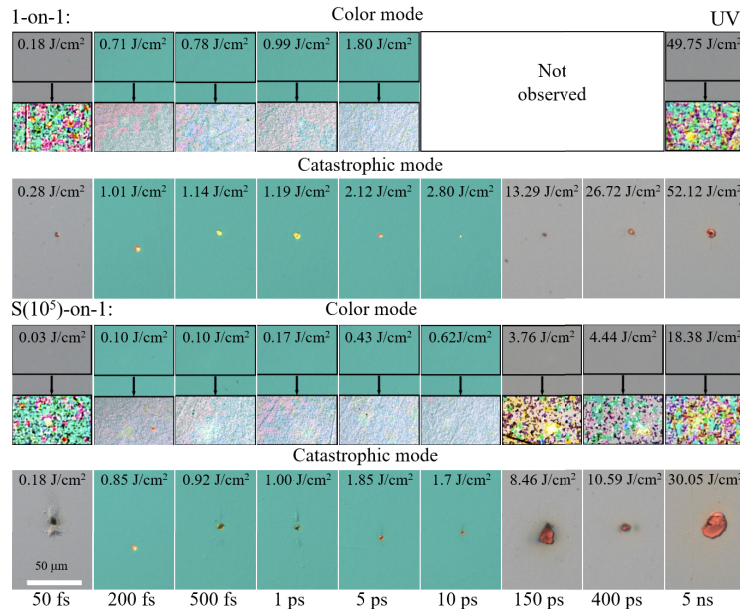 1-on-1: Color mode UV
0.18 J/cm² 0.71 J/cm² 0.78 J/cm² 0.99 J/cm² 1.80 J/cm² 49.75 J/cm²
Not
observed
Catastrophic mode
0.28 J/cm² 1.01 J/cm² 1.14 J/cm² 1.19 J/cm² 2.12 J/cm² 2.80 J/cm² 13.29 J/cm² 26.72 J/cm² 52.12 J/cm²
S(10⁵)-on-1: Color mode
0.03 J/cm² 0.10 J/cm² 0.10 J/cm² 0.17 J/cm² 0.43 J/cm² 0.62J/cm² 3.76 J/cm² 4.44 J/cm² 18.38 J/cm²
Catastrophic mode
0.18 J/cm² 0.85 J/cm² 0.92 J/cm² 1.00 J/cm² 1.85 J/cm² 1.7 J/cm² 8.46 J/cm² 10.59 J/cm² 30.05 J/cm²
50 µm
50 fs 200 fs 500 fs 1 ps 5 ps 10 ps 150 ps 400 ps 5 ns